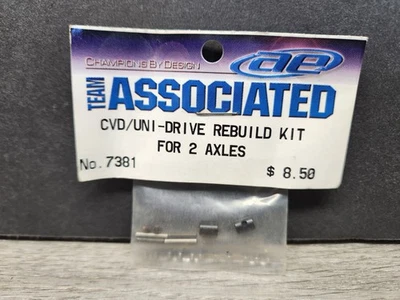 CHAMPIONS BY DESIGN
ae
TEAM
ASSOCIATED
CVD/UNI-DRIVE REBUILD KIT
FOR 2 AXLES
No. 7381
$ 8.50